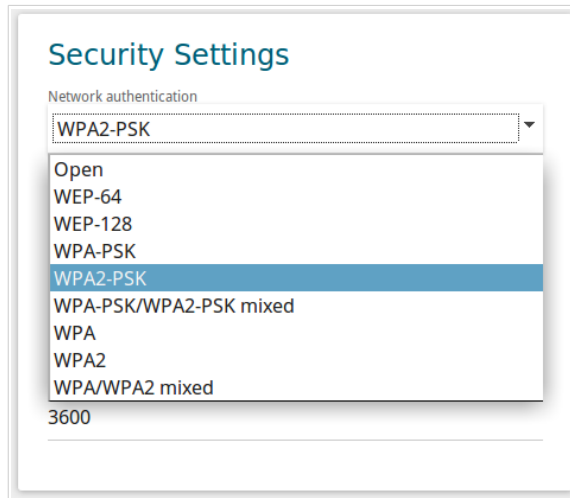 Security Settings
Network authentication
WPA2-PSK
Open
WEP-64
WEP-128
WPA-PSK
WPA2-PSK
WPA-PSK/WPA2-PSK mixed
WPA
WPA2
WPA/WPA2 mixed
3600